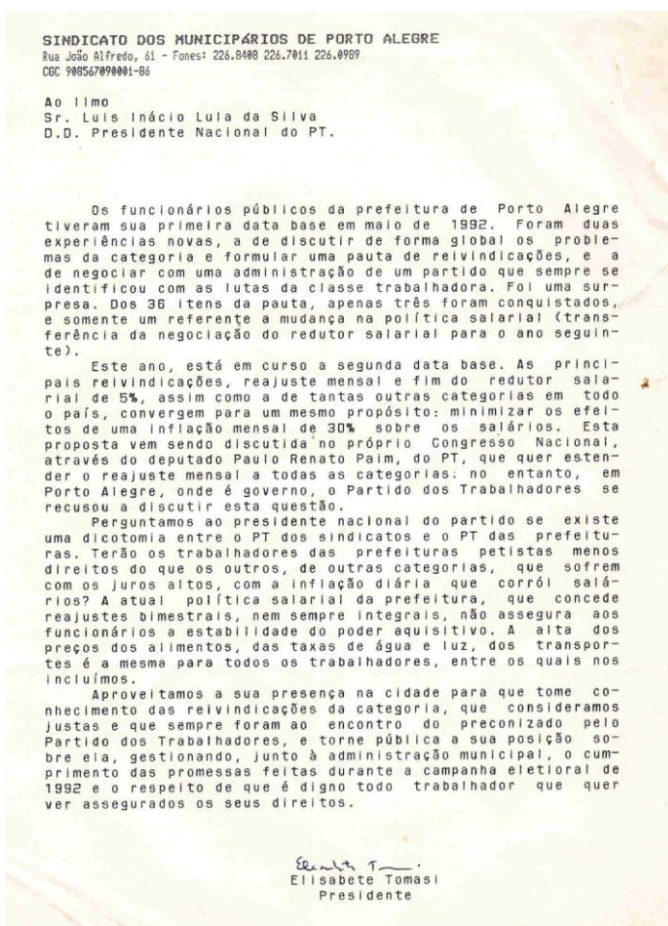 SINDICATO DOS MUNICIPÁRIOS DE PORTO ALEGRE
Rua João Alfredo, 61 - Fones: 226.8408 226.7011 226.0989
CGC 908567090001-86
Ao Ilmo
Sr. Luis Inácio Lula da Silva
D.D. Presidente Nacional do PT.
Os funcionários públicos da prefeitura de Porto Alegre
tiveram sua primeira data base em maio de 1992. Foram duas
experiências novas, a de discutir de forma global os proble-
mas da categoria e formular uma pauta de reivindicações, e a
de negociar com uma administração de um partido que sempre se
identificou com as lutas da classe trabalhadora. Foi uma sur-
presa. Dos 36 itens da pauta, apenas três foram conquistados,
e somente um referente a mudança na política salarial (trans-
ferência da negociação do redutor salarial para o ano seguin-
te).
Este ano, está em curso a segunda data base. As princi-
pais reivindicações, reajuste mensal e fim do redutor sala-
rial de 5%, assim como a de tantas outras categorias em todo
o país, convergem para um mesmo propósito: minimizar os efei-
tos de uma inflação mensal de 30% sobre os salários. Esta
proposta vem sendo discutida no próprio Congresso Nacional,
através do deputado Paulo Renato Paim, do PT, que quer esten-
der o reajuste mensal a todas as categorias; no entanto, em
Porto Alegre, onde é governo, o Partido dos Trabalhadores se
recusou a discutir esta questão.
Perguntamos ao presidente nacional do partido se existe
uma dicotomia entre o PT dos sindicatos e o PT das prefeitu-
ras. Terão os trabalhadores das prefeituras petistas menos
direitos do que os outros, de outras categorias, que sofrem
com os juros altos, com a inflação diária que corrói salá-
rios? A atual política salarial da prefeitura, que concede
reajustes bimestrais, nem sempre integrais, não assegura aos
funcionários a estabilidade do poder aquisitivo. A alta dos
preços dos alimentos, das taxas de água e luz, dos transpor-
tes é a mesma para todos os trabalhadores, entre os quais nos
incluímos.
Aproveitamos a sua presença na cidade para que tome co-
nhecimento das reivindicações da categoria, que consideramos
justas e que sempre foram ao encontro do preconizado pelo
Partido dos Trabalhadores, e torne pública a sua posição so-
bre ela, gestionando, junto à administração municipal, o cum-
primento das promessas feitas durante a campanha eletioral de
1992 e o respeito de que é digno todo trabalhador que quer
ver assegurados os seus direitos.
Elisabete Tomasi
Presidente